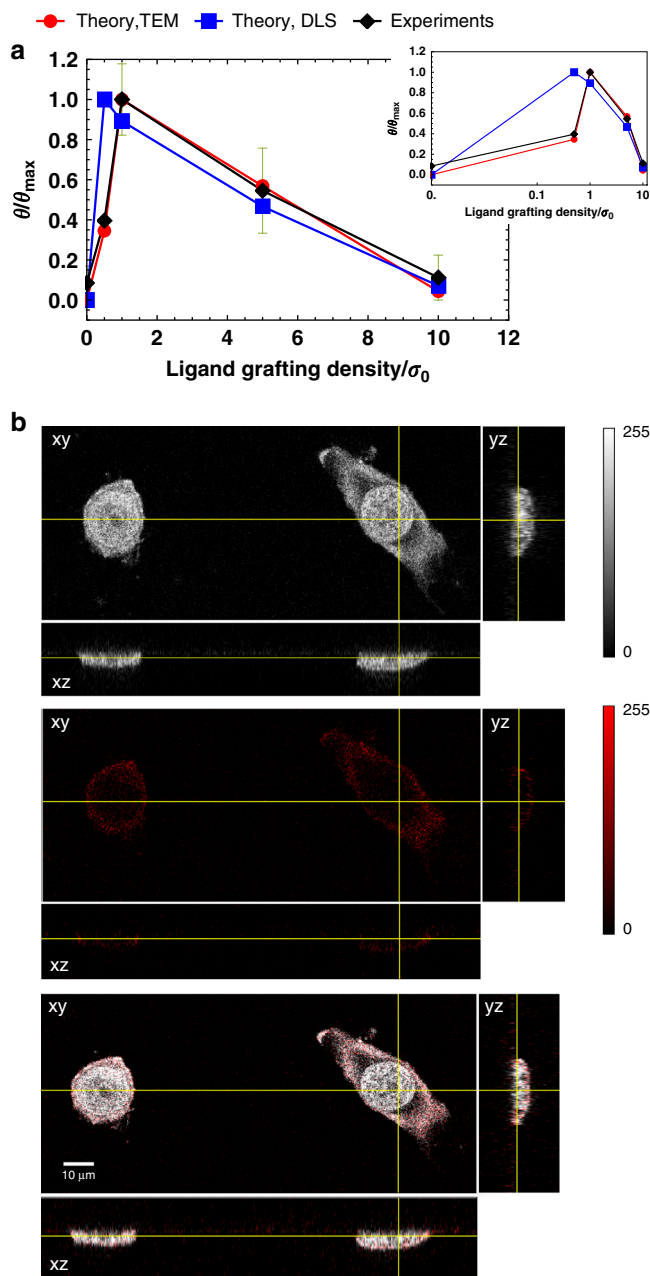 Theory,TEM Theory, DLS Experiments
a
1.2
1.0
0.8
0.6
0.4
0.2
0.0
θ/θmax
0 2 4 6 8 10 12
Ligand grafting density/σ0
1.2
1.0
0.8
0.6
0.4
0.2
0.0
θ/θmax
0. 0.1 1 10
Ligand grafting density/σ0
b
xy yz 255
0
xz
xy yz 255
0
xz
xy yz
10 μm
xz